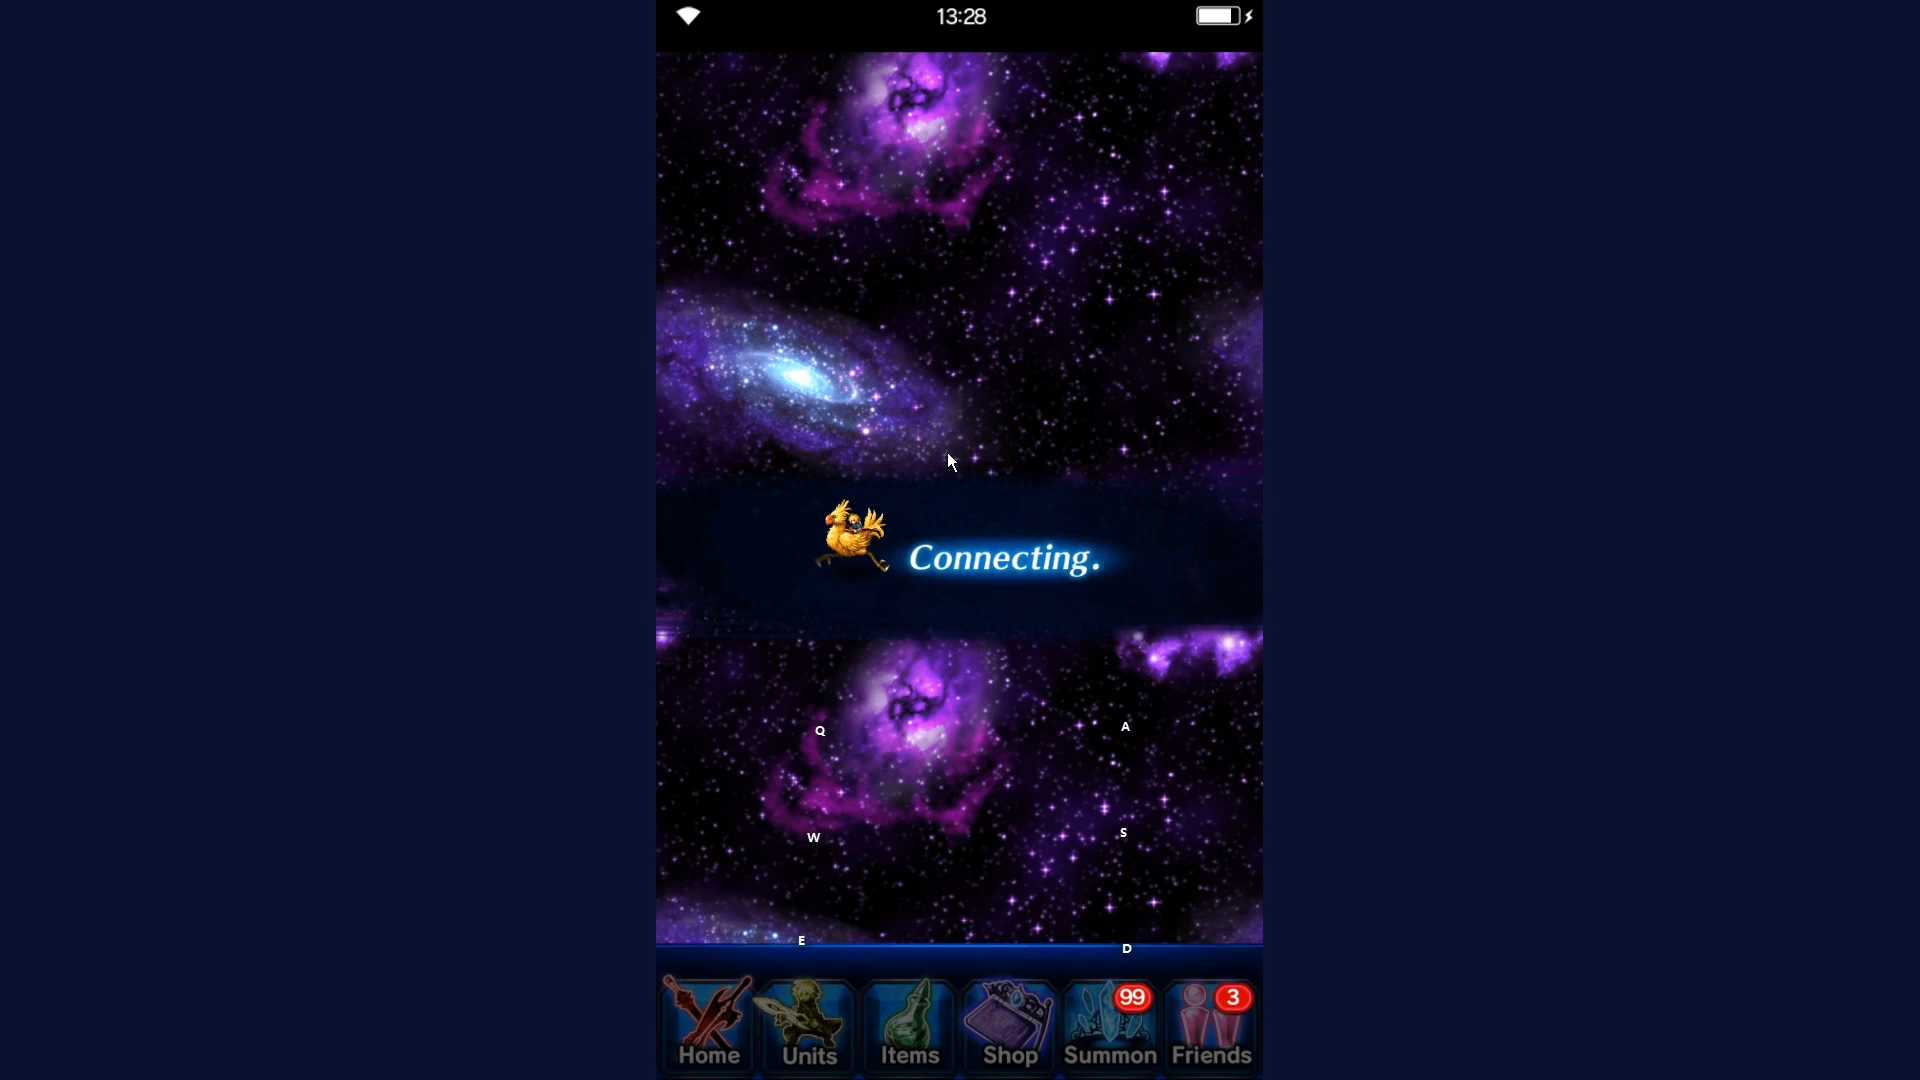 13:28
Connecting.
Q
A
W
S
E
D
99
3
Home
Units
Items
Shop
Summon
Friends